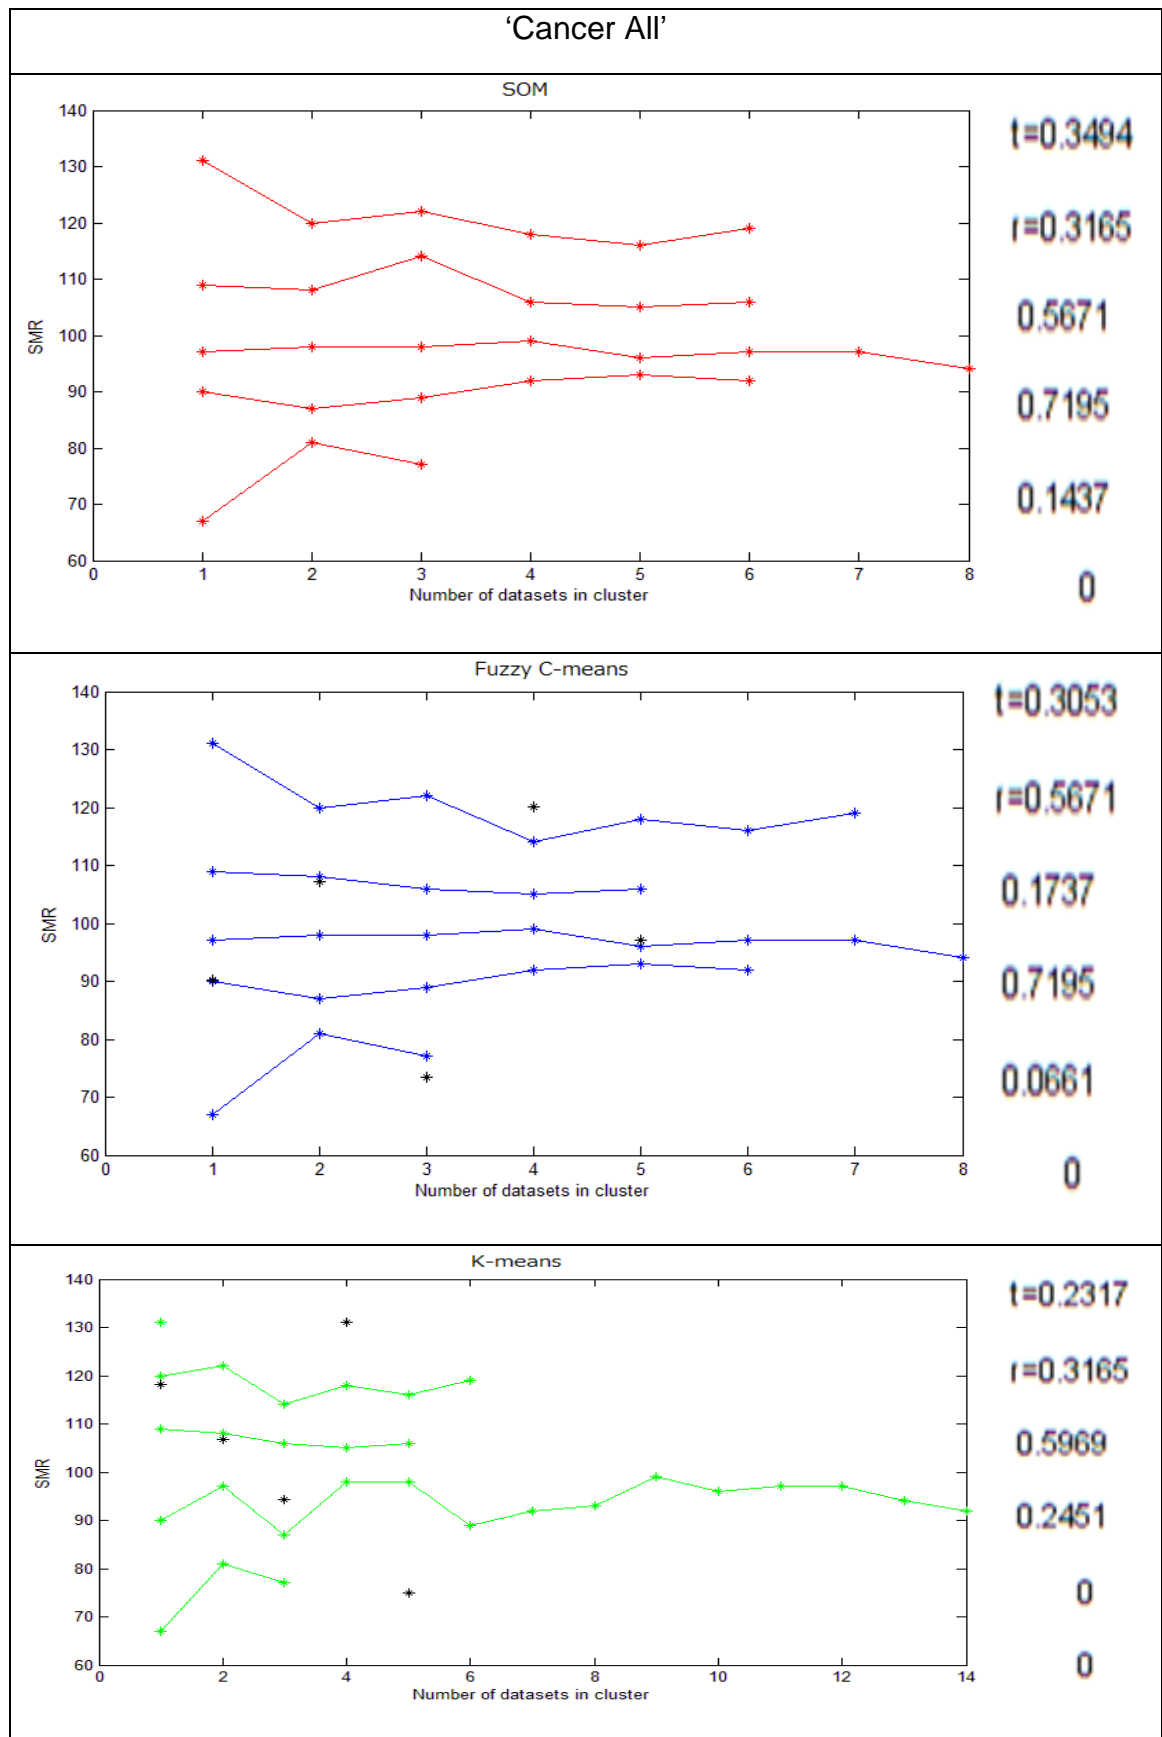 ‘Cancer All’
SOM
140
130
120
110
100
90
80
70
60
SMR
0 1 2 3 4 5 6 7 8
Number of datasets in cluster
t=0.3494
r=0.3165
0.5671
0.7195
0.1437
0
Fuzzy C-means
140
130
120
110
100
90
80
70
60
SMR
0 1 2 3 4 5 6 7 8
Number of datasets in cluster
t=0.3053
r=0.5671
0.1737
0.7195
0.0661
0
K-means
140
130
120
110
100
90
80
70
60
SMR
0 2 4 6 8 10 12 14
Number of datasets in cluster
t=0.2317
r=0.3165
0.5969
0.2451
0
0